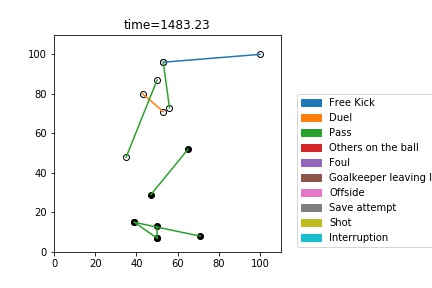 time=1483.23
100
80
60
40
20
0
0 20 40 60 80 100
Free Kick
Duel
Pass
Others on the ball
Foul
Goalkeeper leaving l
Offside
Save attempt
Shot
Interruption